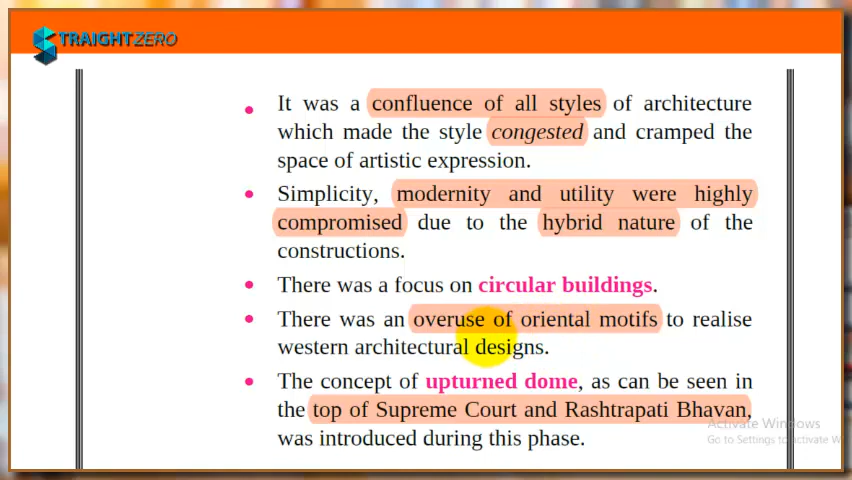 STRAIGHTZERO
• It was a confluence of all styles of architecture
which made the style congested and cramped the
space of artistic expression.
• Simplicity, modernity and utility were highly
compromised due to the hybrid nature of the
constructions.
• There was a focus on circular buildings.
• There was an overuse of oriental motifs to realise
western architectural designs.
• The concept of upturned dome, as can be seen in
the top of Supreme Court and Rashtrapati Bhavan,
was introduced during this phase.
Activate Windows
Go to Settings to activate W